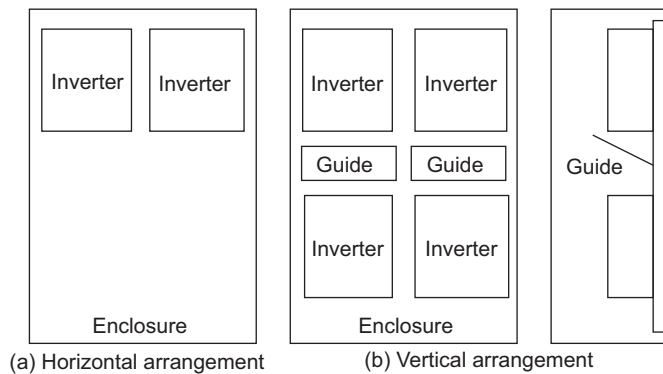 Inverter Inverter
Enclosure
(a) Horizontal arrangement
Inverter Inverter
Guide Guide
Inverter Inverter
Enclosure
Guide
(b) Vertical arrangement